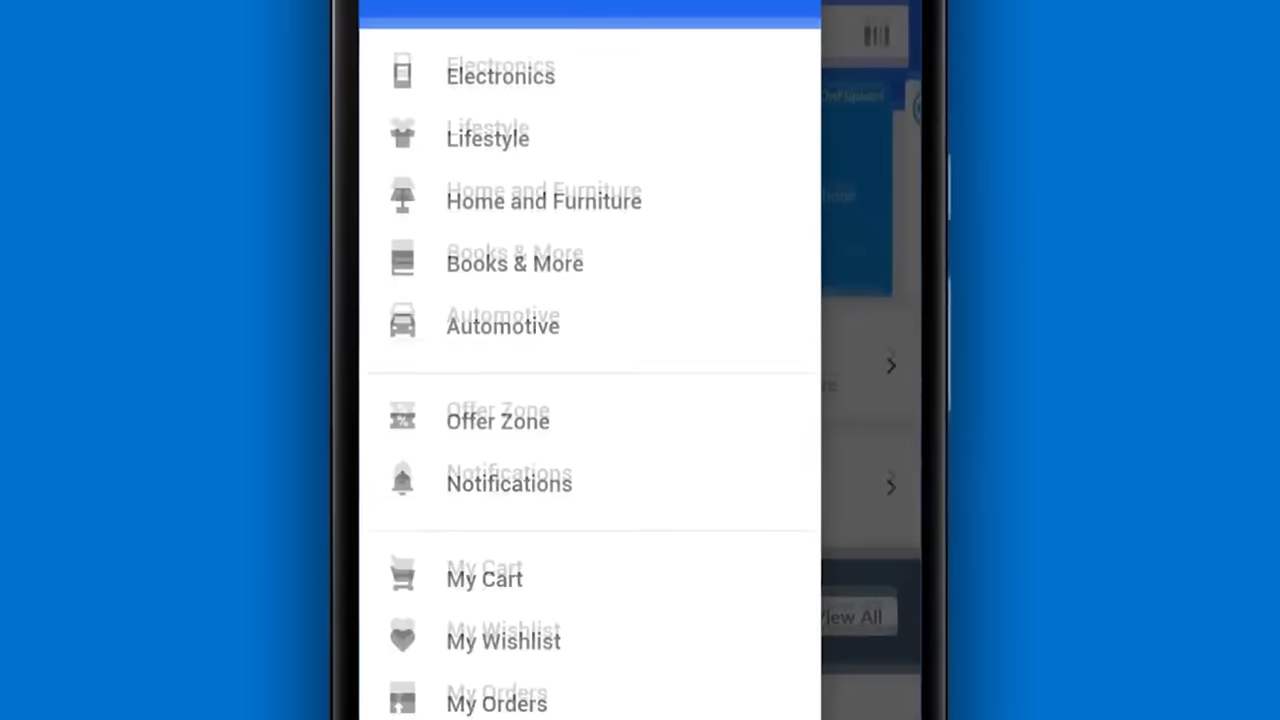 Electronics
Lifestyle
Home and Furniture
Books & More
Automotive
Offer Zone
Notifications
My Cart
My Wishlist
My Orders
View All